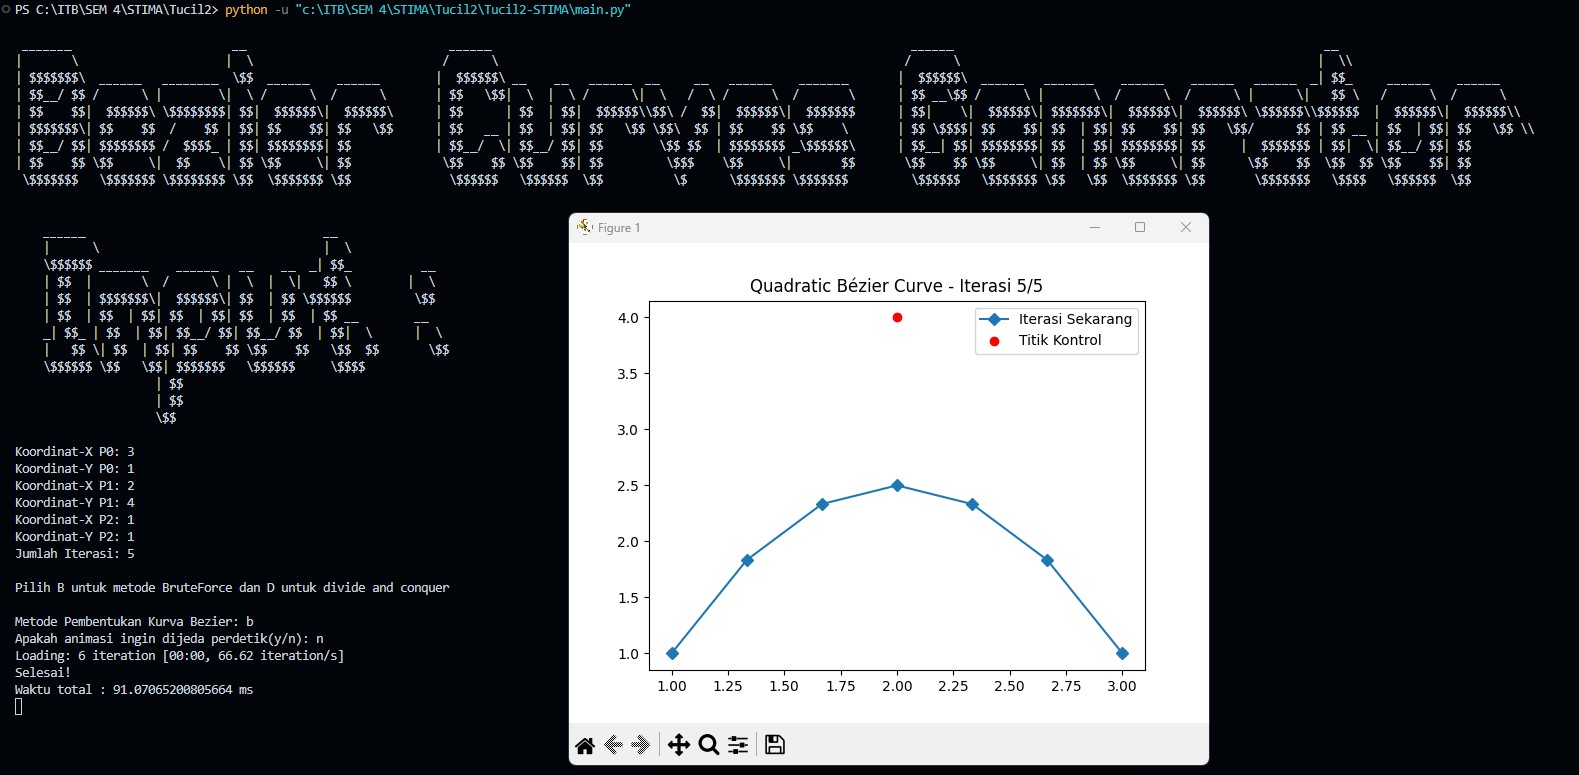 PS C:\ITB\SEM 4\STIMA\Tucil2> python -u "c:\ITB\SEM 4\STIMA\Tucil2\Tucil2-STIMA\main.py"
Bezier Curve Generator
Input :
Koordinat-X P0: 3
Koordinat-Y P0: 1
Koordinat-X P1: 2
Koordinat-Y P1: 4
Koordinat-X P2: 1
Koordinat-Y P2: 1
Jumlah Iterasi: 5
Pilih B untuk metode BruteForce dan D untuk divide and conquer
Metode Pembentukan Kurva Bezier: b
Apakah animasi ingin dijeda perdetik(y/n): n
Loading: 6 iteration [00:00, 66.62 iteration/s]
Selesai!
Waktu total : 91.07065200805664 ms
Figure 1
Quadratic Bézier Curve - Iterasi 5/5
Iterasi Sekarang
Titik Kontrol
4.0
3.5
3.0
2.5
2.0
1.5
1.0
1.00 1.25 1.50 1.75 2.00 2.25 2.50 2.75 3.00